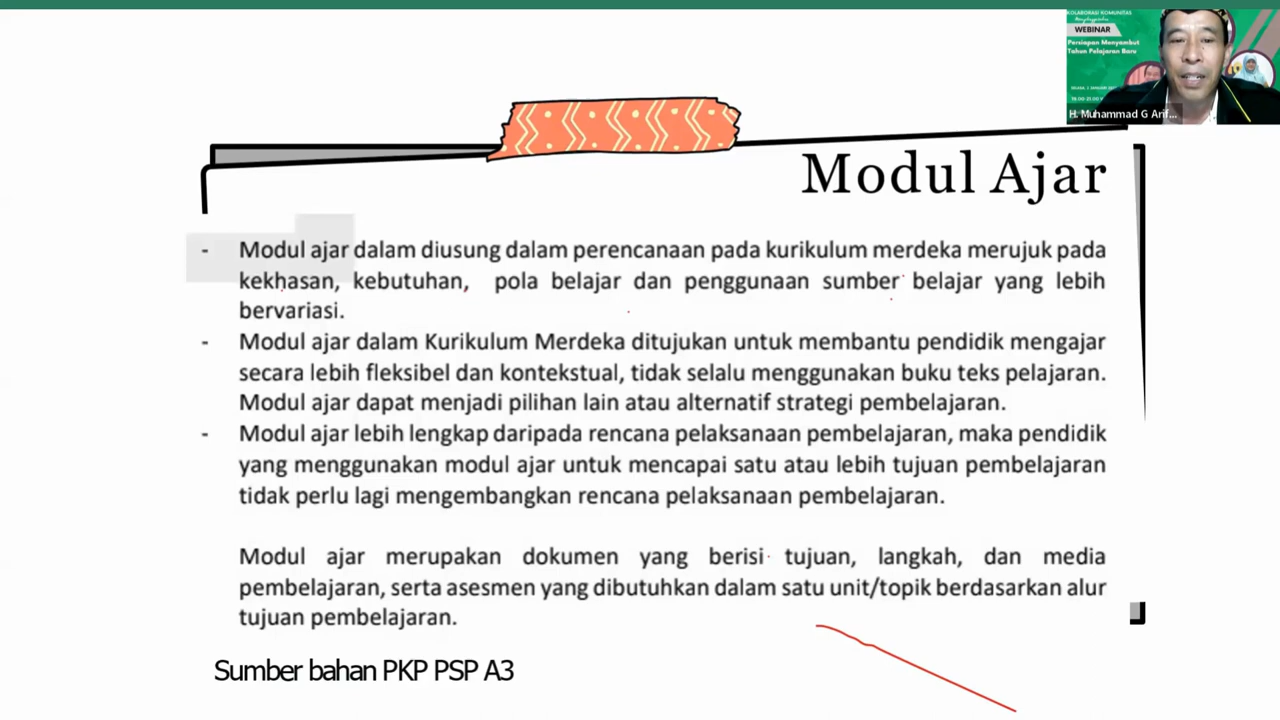 KOLABORASI KOMUNITAS
WEBINAR
Persiapan Menyambut
Tahun Pelajaran Baru
H. Muhammad G Arif...
Modul Ajar
- Modul ajar dalam diusung dalam perencanaan pada kurikulum merdeka merujuk pada
kekhasan, kebutuhan, pola belajar dan penggunaan sumber belajar yang lebih
bervariasi.
- Modul ajar dalam Kurikulum Merdeka ditujukan untuk membantu pendidik mengajar
secara lebih fleksibel dan kontekstual, tidak selalu menggunakan buku teks pelajaran.
Modul ajar dapat menjadi pilihan lain atau alternatif strategi pembelajaran.
- Modul ajar lebih lengkap daripada rencana pelaksanaan pembelajaran, maka pendidik
yang menggunakan modul ajar untuk mencapai satu atau lebih tujuan pembelajaran
tidak perlu lagi mengembangkan rencana pelaksanaan pembelajaran.
Modul ajar merupakan dokumen yang berisi tujuan, langkah, dan media
pembelajaran, serta asesmen yang dibutuhkan dalam satu unit/topik berdasarkan alur
tujuan pembelajaran.
Sumber bahan PKP PSP A3